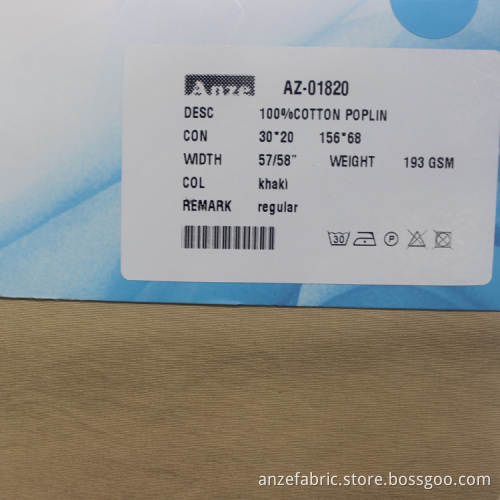 Anze AZ-01820
DESC 100%COTTON POPLIN
CON 30*20 156*68
WIDTH 57/58" WEIGHT 193 GSM
COL khaki
REMARK regular
30 P
anzefabric.store.bossgoo.com